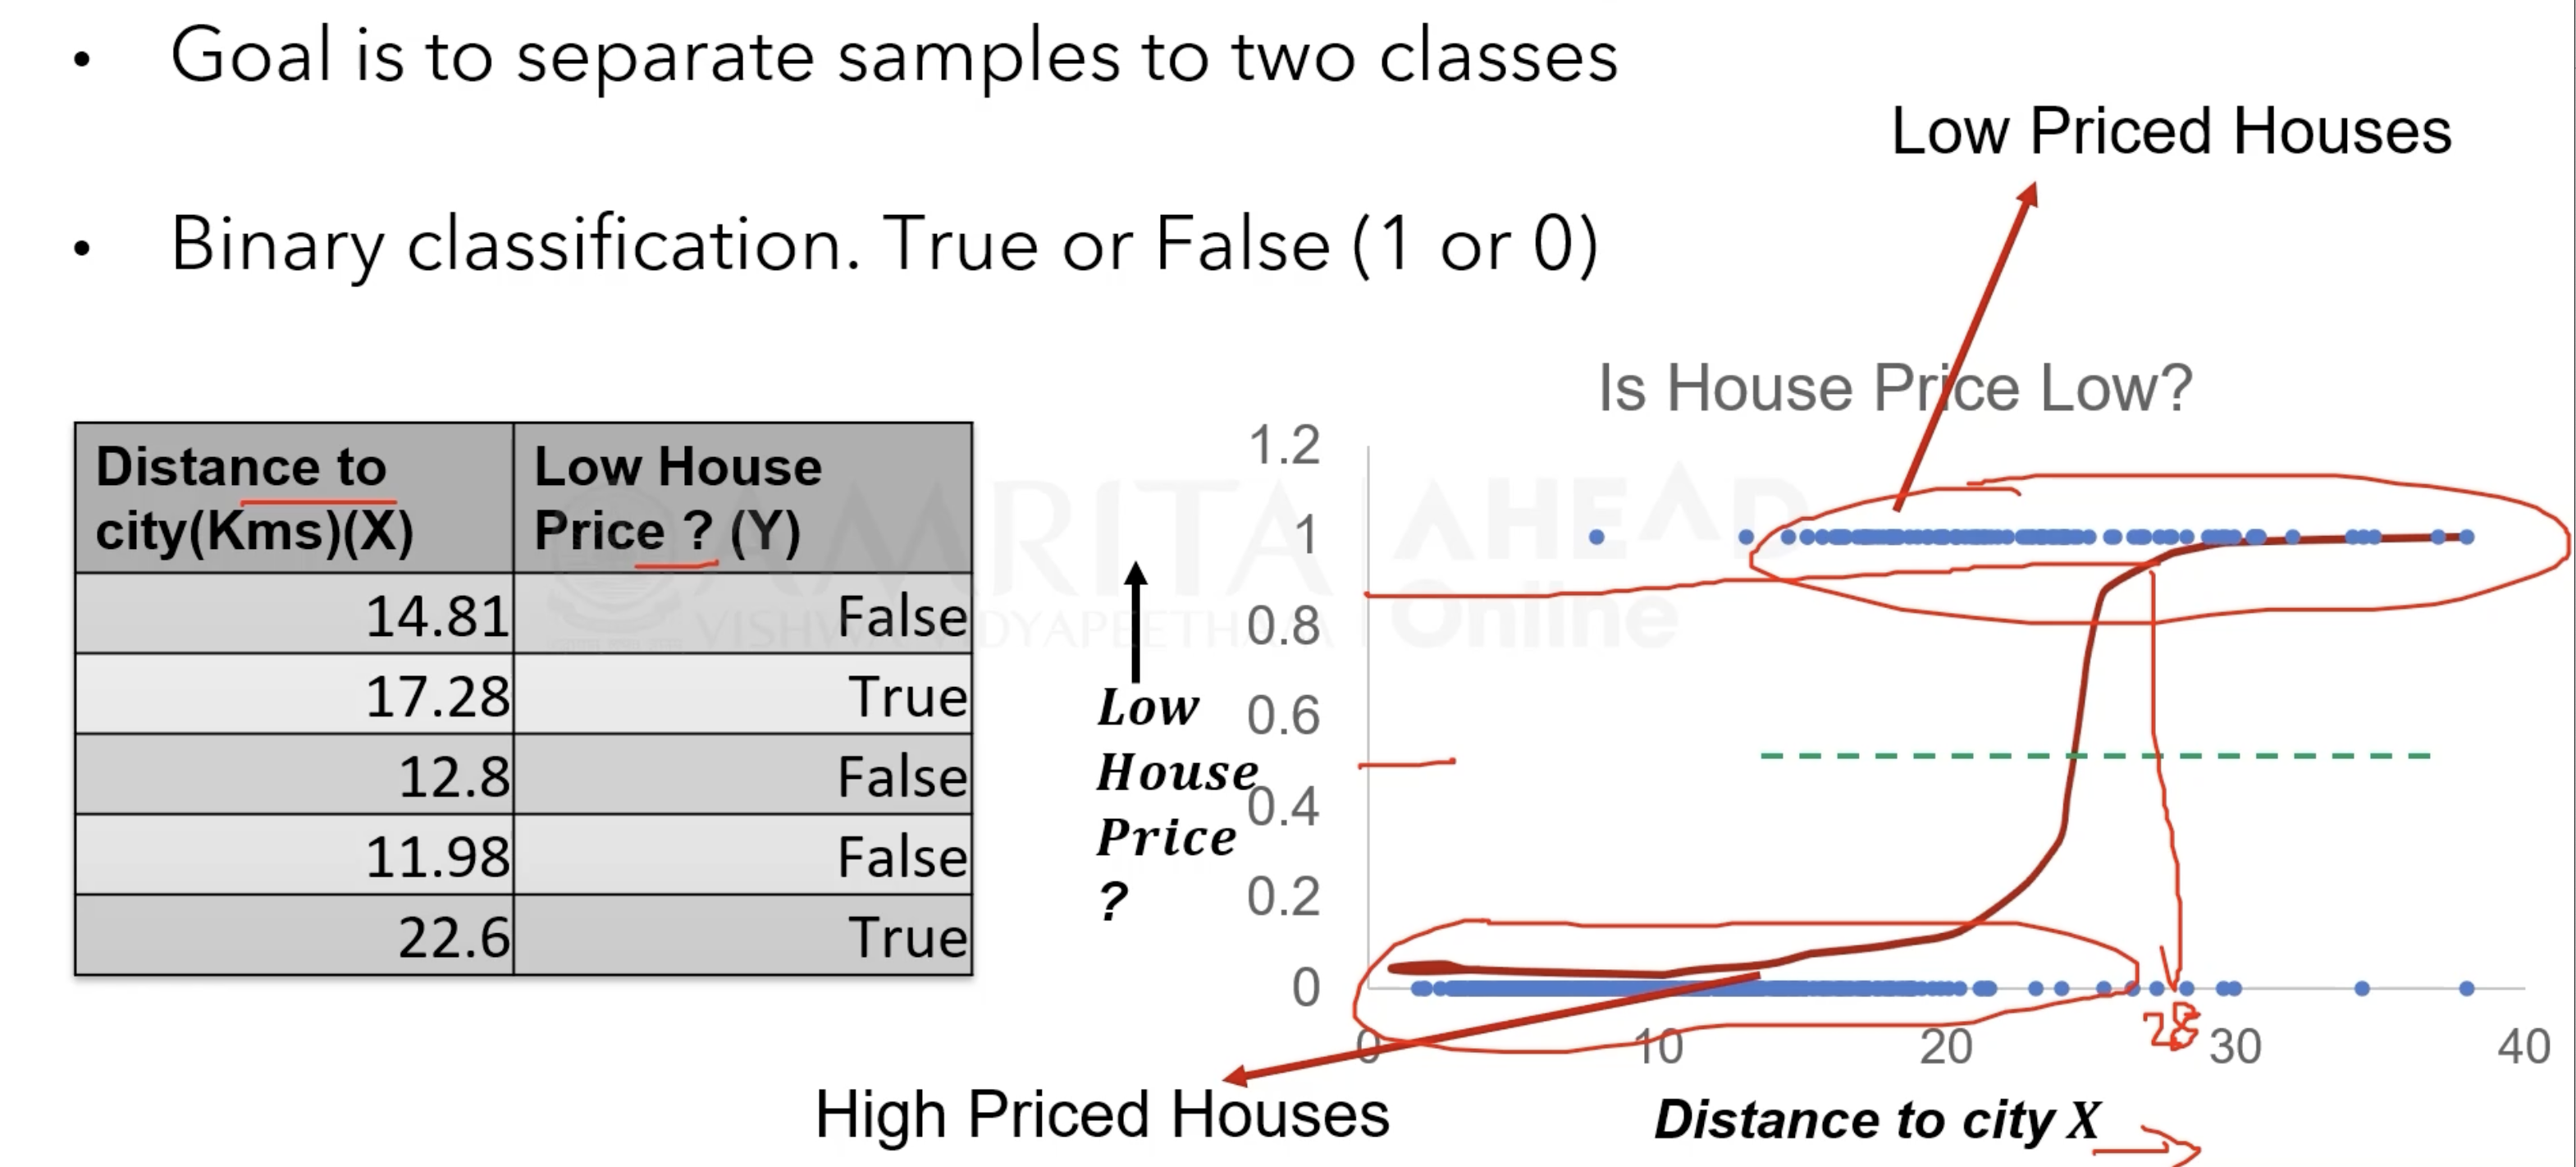 • Goal is to separate samples to two classes
Low Priced Houses
• Binary classification. True or False (1 or 0)
Distance to city(Kms)(X)
Low House Price ? (Y)
14.81 False
17.28 True
12.8 False
11.98 False
22.6 True
Is House Price Low?
1.2
1
0.8
0.6
0.4
0.2
0
Low
House
Price
?
0 10 20 30 40
28
High Priced Houses
Distance to city X
AMRITA AHEAD
VISHWA VIDYAPEETHAM Online